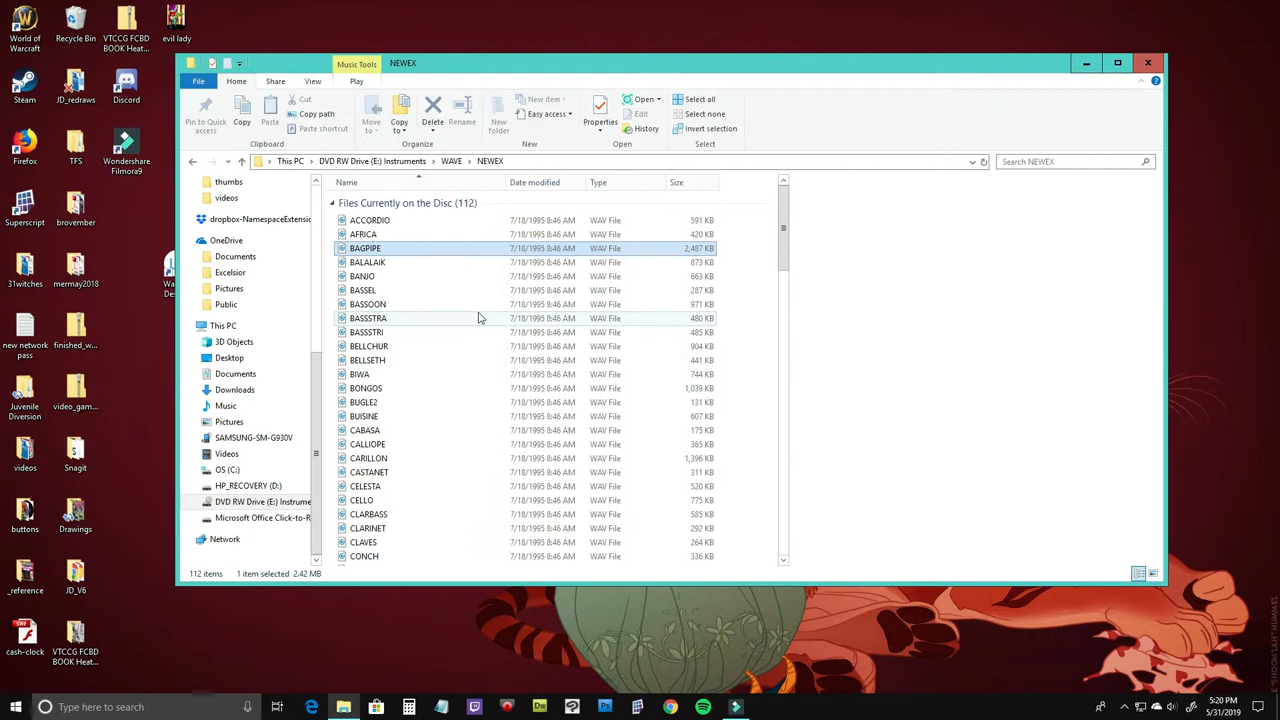 World of Warcraft
Recycle Bin
VTCCG FCBD BOOK Heat...
evil lady
Steam
JD_redraws
Discord
Firefox
TFS
Wondershare Filmora9
Superscript
brovember
31witches
mermay2018
new network pass
finished_w...
Juvenile Diversion
video_gam...
videos
Snagit
buttons
Drawings
_reference
JD_V6
cash-clock
VTCCG FCBD BOOK Heat...
Music Tools
NEWEX
File
Home
Share
View
Play
Pin to Quick access
Copy
Paste
Cut
Copy path
Paste shortcut
Clipboard
Move to
Copy to
Delete
Rename
Organize
New folder
New item
Easy access
New
Properties
Open
Edit
History
Open
Select all
Select none
Invert selection
Select
This PC > DVD RW Drive (E:) Instruments > WAVE > NEWEX
Search NEWEX
thumbs
videos
dropbox-NamespaceExtensio
OneDrive
Documents
Excelsior
Pictures
Public
This PC
3D Objects
Desktop
Documents
Downloads
Music
Pictures
SAMSUNG-SM-G930V
Videos
OS (C:)
HP_RECOVERY (D:)
DVD RW Drive (E:) Instrume
Microsoft Office Click-to-R
Network
Name Date modified Type Size
Files Currently on the Disc (112)
ACCORDIO 7/18/1995 8:46 AM WAV File 591 KB
AFRICA 7/18/1995 8:46 AM WAV File 420 KB
BAGPIPE 7/18/1995 8:46 AM WAV File 2,487 KB
BALALAIK 7/18/1995 8:46 AM WAV File 873 KB
BANJO 7/18/1995 8:46 AM WAV File 663 KB
BASSEL 7/18/1995 8:46 AM WAV File 287 KB
BASSOON 7/18/1995 8:46 AM WAV File 971 KB
BASSSTRA 7/18/1995 8:46 AM WAV File 480 KB
BASSSTRI 7/18/1995 8:46 AM WAV File 485 KB
BELLCHUR 7/18/1995 8:46 AM WAV File 904 KB
BELLSETH 7/18/1995 8:46 AM WAV File 441 KB
BIWA 7/18/1995 8:46 AM WAV File 744 KB
BONGOS 7/18/1995 8:46 AM WAV File 1,039 KB
BUGLE2 7/18/1995 8:46 AM WAV File 131 KB
BUISINE 7/18/1995 8:46 AM WAV File 607 KB
CABASA 7/18/1995 8:46 AM WAV File 175 KB
CALLIOPE 7/18/1995 8:46 AM WAV File 365 KB
CARILLON 7/18/1995 8:46 AM WAV File 1,396 KB
CASTANET 7/18/1995 8:46 AM WAV File 311 KB
CELESTA 7/18/1995 8:46 AM WAV File 520 KB
CELLO 7/18/1995 8:46 AM WAV File 775 KB
CLARBASS 7/18/1995 8:46 AM WAV File 585 KB
CLARINET 7/18/1995 8:46 AM WAV File 292 KB
CLAVES 7/18/1995 8:46 AM WAV File 264 KB
CONCH 7/18/1995 8:46 AM WAV File 336 KB
112 items 1 item selected 2.42 MB
Type here to search
5:20 PM
5/31/2019